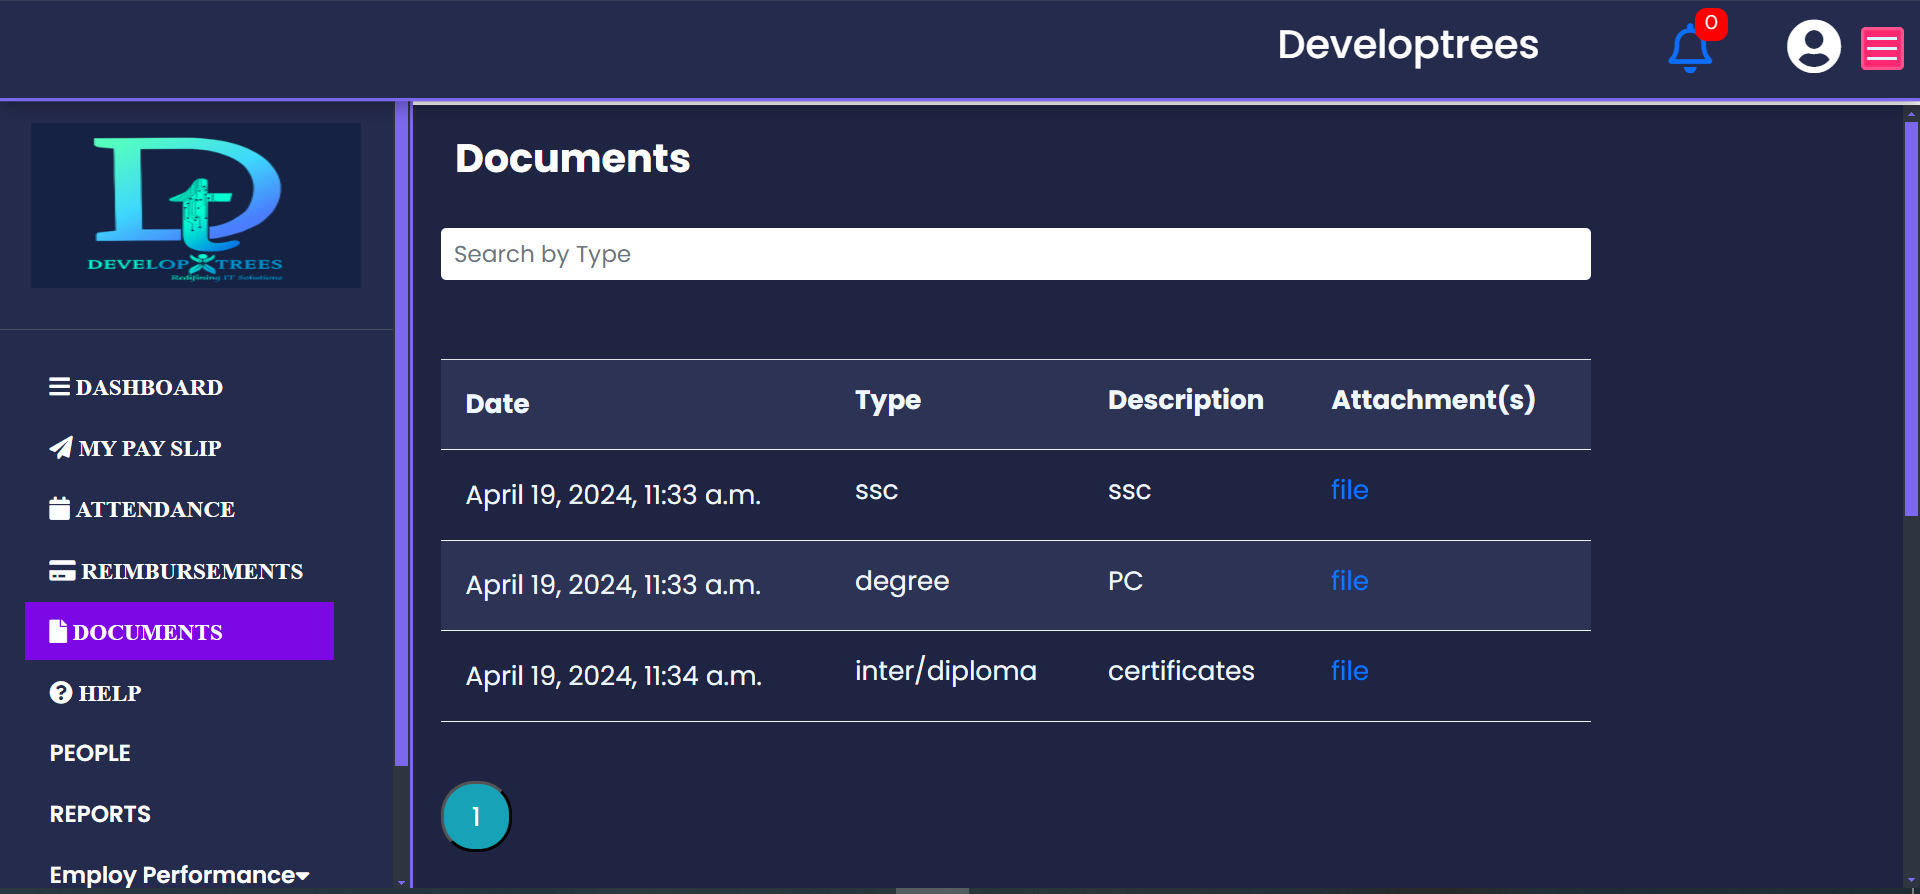 Developtrees
0
Dt
DEVELOP TREES
Redifining IT Solutions
DASHBOARD
MY PAY SLIP
ATTENDANCE
REIMBURSEMENTS
DOCUMENTS
HELP
PEOPLE
REPORTS
Employ Performance
Documents
Search by Type
Date Type Description Attachment(s)
April 19, 2024, 11:33 a.m. ssc ssc file
April 19, 2024, 11:33 a.m. degree PC file
April 19, 2024, 11:34 a.m. inter/diploma certificates file
1